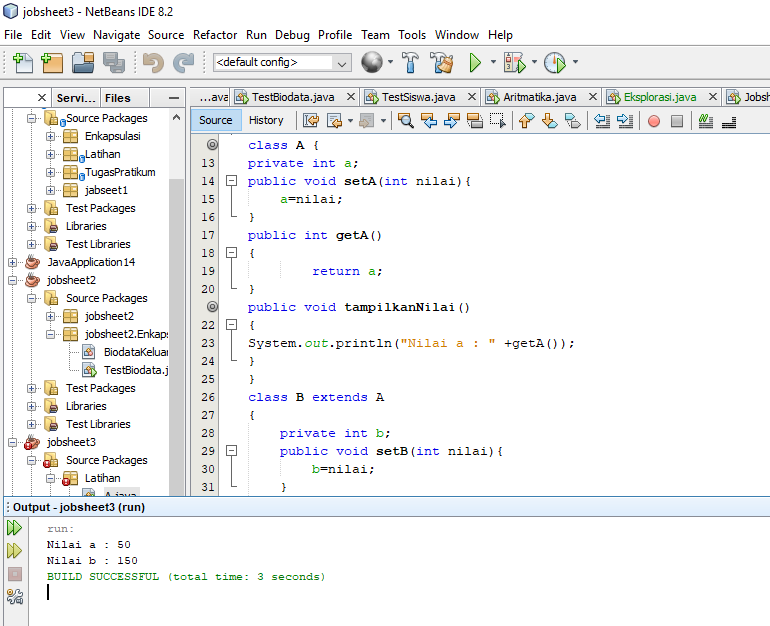 jobsheet3 - NetBeans IDE 8.2
File Edit View Navigate Source Refactor Run Debug Profile Team Tools Window Help
<default config>
Servi... Files
...ava TestBiodata.java TestSiswa.java Aritmatika.java Eksplorasi.java Jobsh
Source History
Source Packages
Enkapsulasi
Latihan
TugasPratikum
jabseet1
Test Packages
Libraries
Test Libraries
JavaApplication14
jobsheet2
Source Packages
jobsheet2
jobsheet2.Enkaps
BiodataKeluar
TestBiodata.j
Test Packages
Libraries
Test Libraries
jobsheet3
Source Packages
Latihan
A.java
class A {
13 private int a;
14 public void setA(int nilai){
15 a=nilai;
16 }
17 public int getA()
18 {
19 return a;
20 }
public void tampilkanNilai()
22 {
23 System.out.println("Nilai a : " +getA());
24 }
25 }
26 class B extends A
27 {
28 private int b;
29 public void setB(int nilai){
30 b=nilai;
31 }
Output - jobsheet3 (run)
run:
Nilai a : 50
Nilai b : 150
BUILD SUCCESSFUL (total time: 3 seconds)